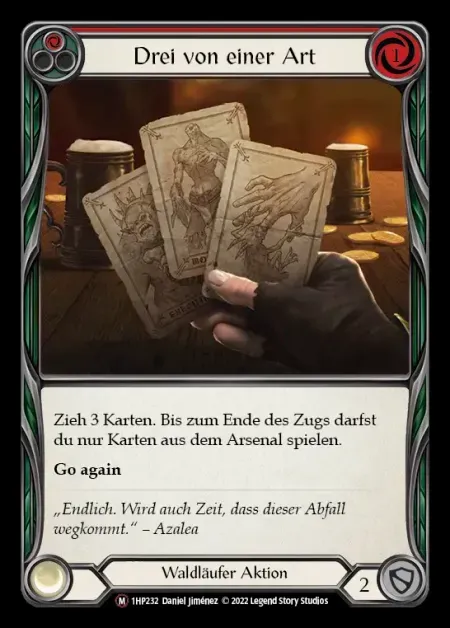 Drei von einer Art
1
Zieh 3 Karten. Bis zum Ende des Zugs darfst
du nur Karten aus dem Arsenal spielen.
Go again
„Endlich. Wird auch Zeit, dass dieser Abfall
wegkommt.“ – Azalea
Waldläufer Aktion
2
M 1HP232 Daniel Jiménez © 2022 Legend Story Studios